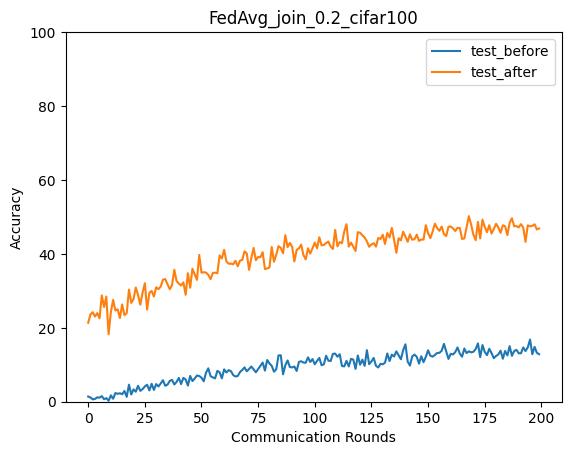 FedAvg_join_0.2_cifar100
test_before
test_after
Accuracy
100
80
60
40
20
0
0 25 50 75 100 125 150 175 200
Communication Rounds